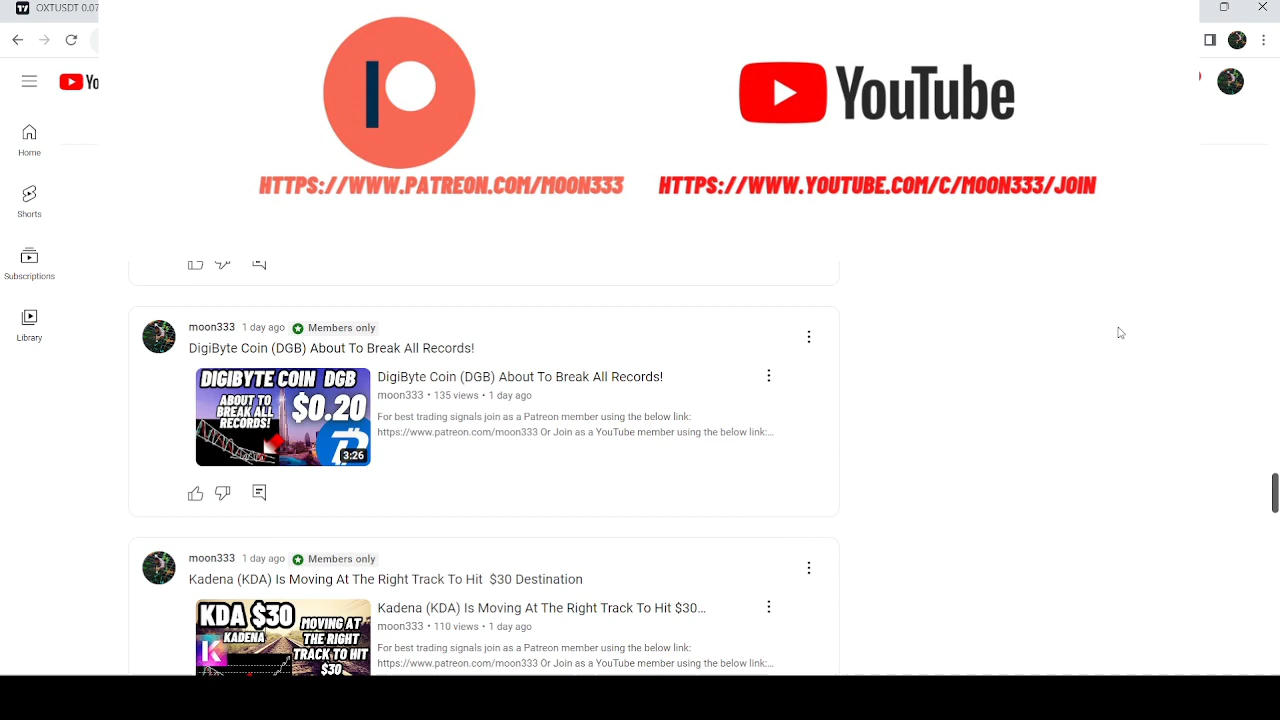 OXTUSDT 0.07
YouTube
HTTPS://WWW.PATREON.COM/MOON333
HTTPS://WWW.YOUTUBE.COM/C/MOON333/JOIN
Yo
Home
Shorts
Subscriptions
Library
moon333 1 day ago Members only
DigiByte Coin (DGB) About To Break All Records!
DIGIBYTE COIN DGB
ABOUT TO
BREAK ALL
RECORDS!
$0.20
3:26
DigiByte Coin (DGB) About To Break All Records!
moon333 • 135 views • 1 day ago
For best trading signals join as a Patreon member using the below link:
https://www.patreon.com/moon333 Or Join as a YouTube member using the below link:...
moon333 1 day ago Members only
Kadena (KDA) Is Moving At The Right Track To Hit $30 Destination
KDA $30
KADENA
MOVING AT
THE RIGHT
TRACK TO HIT
$30
Kadena (KDA) Is Moving At The Right Track To Hit $30...
moon333 • 110 views • 1 day ago
For best trading signals join as a Patreon member using the below link:
https://www.patreon.com/moon333 Or Join as a YouTube member using the below link:...